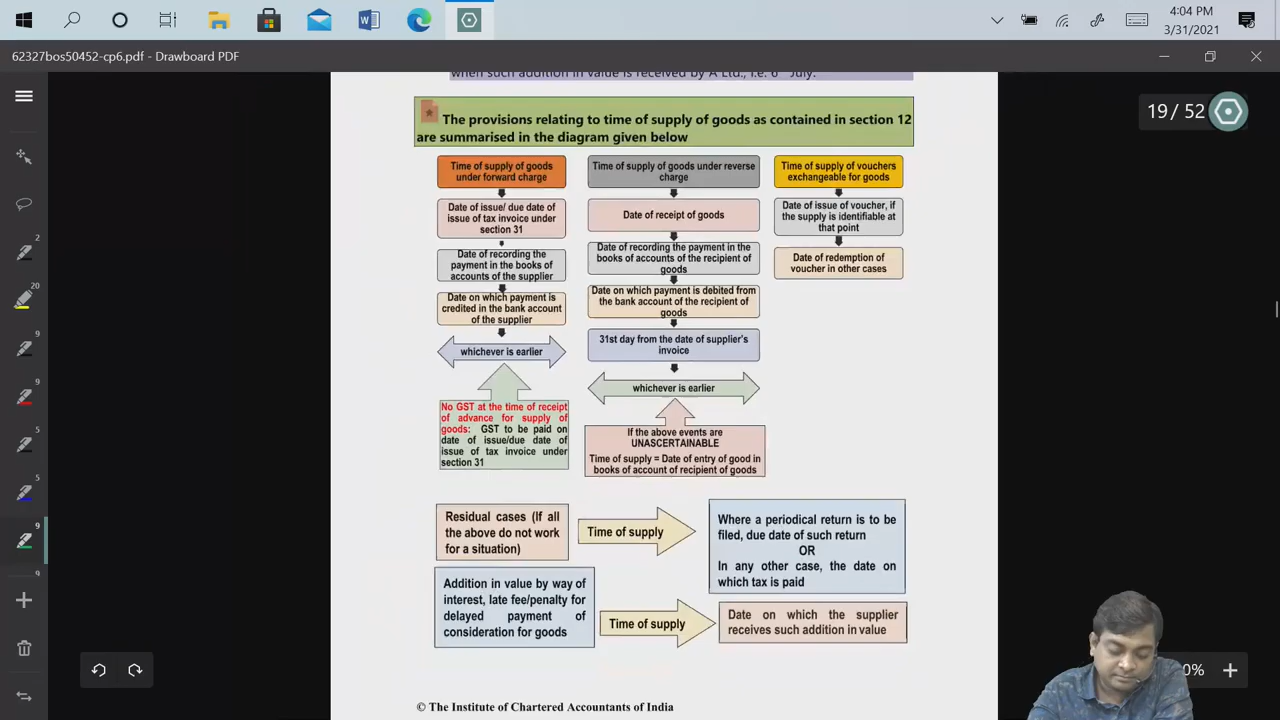 4:04 PM
3/31/2021
62327bos50452-cp6.pdf - Drawboard PDF
when such addition in value is received by A Ltd., i.e. 6th July.
19 / 52
The provisions relating to time of supply of goods as contained in section 12
are summarised in the diagram given below
Time of supply of goods
under forward charge
Date of issue/ due date of
issue of tax invoice under
section 31
Date of recording the
payment in the books of
accounts of the supplier
Date on which payment is
credited in the bank account
of the supplier
whichever is earlier
No GST at the time of receipt
of advance for supply of
goods: GST to be paid on
date of issue/due date of
issue of tax invoice under
section 31
Time of supply of goods under reverse
charge
Date of receipt of goods
Date of recording the payment in the
books of accounts of the recipient of
goods
Date on which payment is debited from
the bank account of the recipient of
goods
31st day from the date of supplier's
invoice
whichever is earlier
If the above events are
UNASCERTAINABLE
Time of supply = Date of entry of good in
books of account of recipient of goods
Time of supply of vouchers
exchangeable for goods
Date of issue of voucher, if
the supply is identifiable at
that point
Date of redemption of
voucher in other cases
Residual cases (If all
the above do not work
for a situation)
Time of supply
Where a periodical return is to be
filed, due date of such return
OR
In any other case, the date on
which tax is paid
Addition in value by way of
interest, late fee/penalty for
delayed payment of
consideration for goods
Time of supply
Date on which the supplier
receives such addition in value
© The Institute of Chartered Accountants of India
2
20
9
9
5
5
9
9
0%